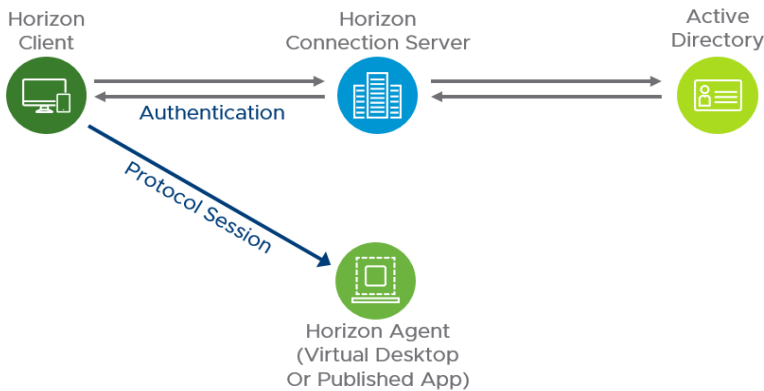 Horizon
Client
Horizon
Connection Server
Active
Directory
Authentication
Protocol Session
Horizon Agent
(Virtual Desktop
Or Published App)